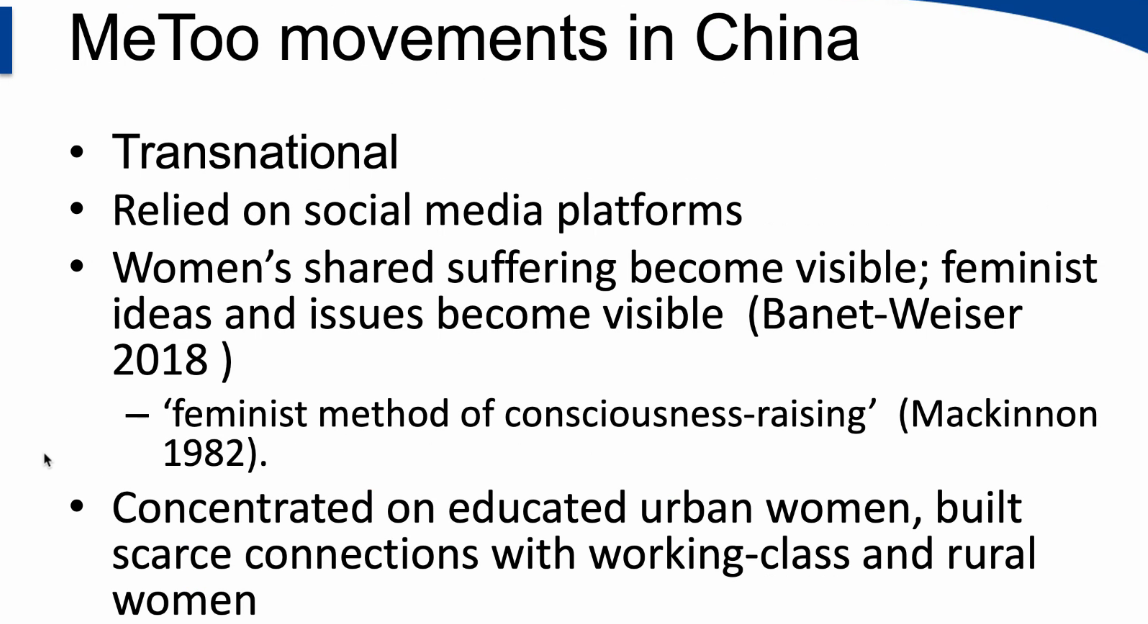 MeToo movements in China
• Transnational
• Relied on social media platforms
• Women’s shared suffering become visible; feminist
ideas and issues become visible  (Banet-Weiser
2018 )
– ‘feminist method of consciousness-raising’  (Mackinnon
1982).
• Concentrated on educated urban women, built
scarce connections with working-class and rural
women